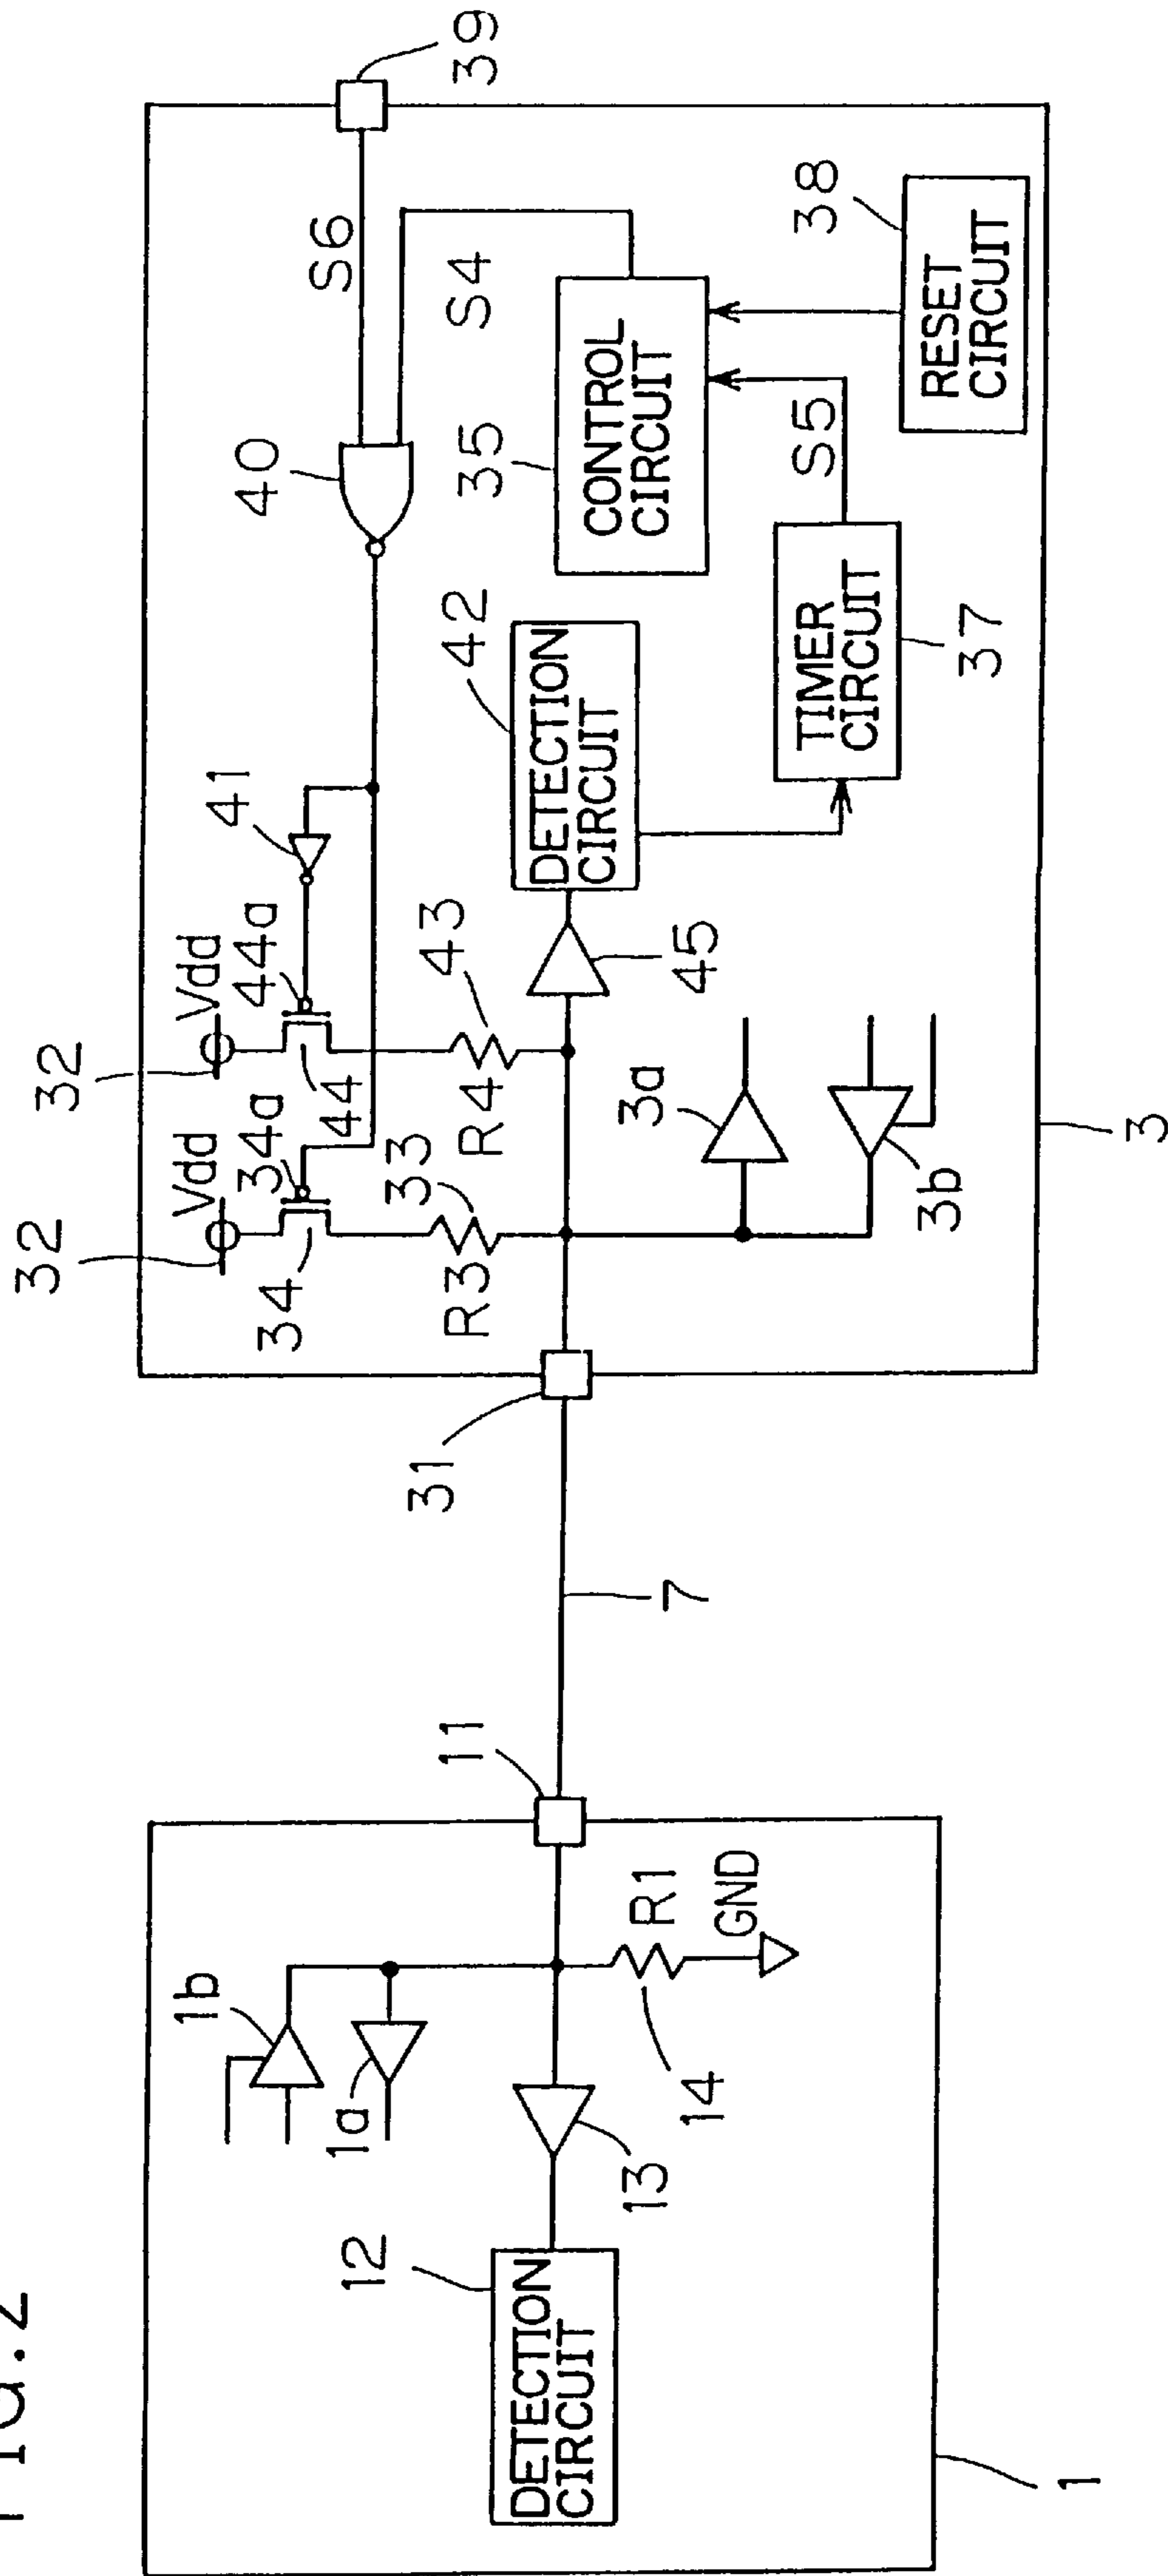 FIG.2
32
32
Vdd
Vdd
34a
44a
41
40
S6
39
34
44
R3
33
R4
43
42
DETECTION
CIRCUIT
35
CONTROL
CIRCUIT
S4
38
RESET
CIRCUIT
S5
TIMER
CIRCUIT
37
45
3a
3b
3
31
7
11
1b
1a
12
DETECTION
CIRCUIT
13
14
R1
GND
1